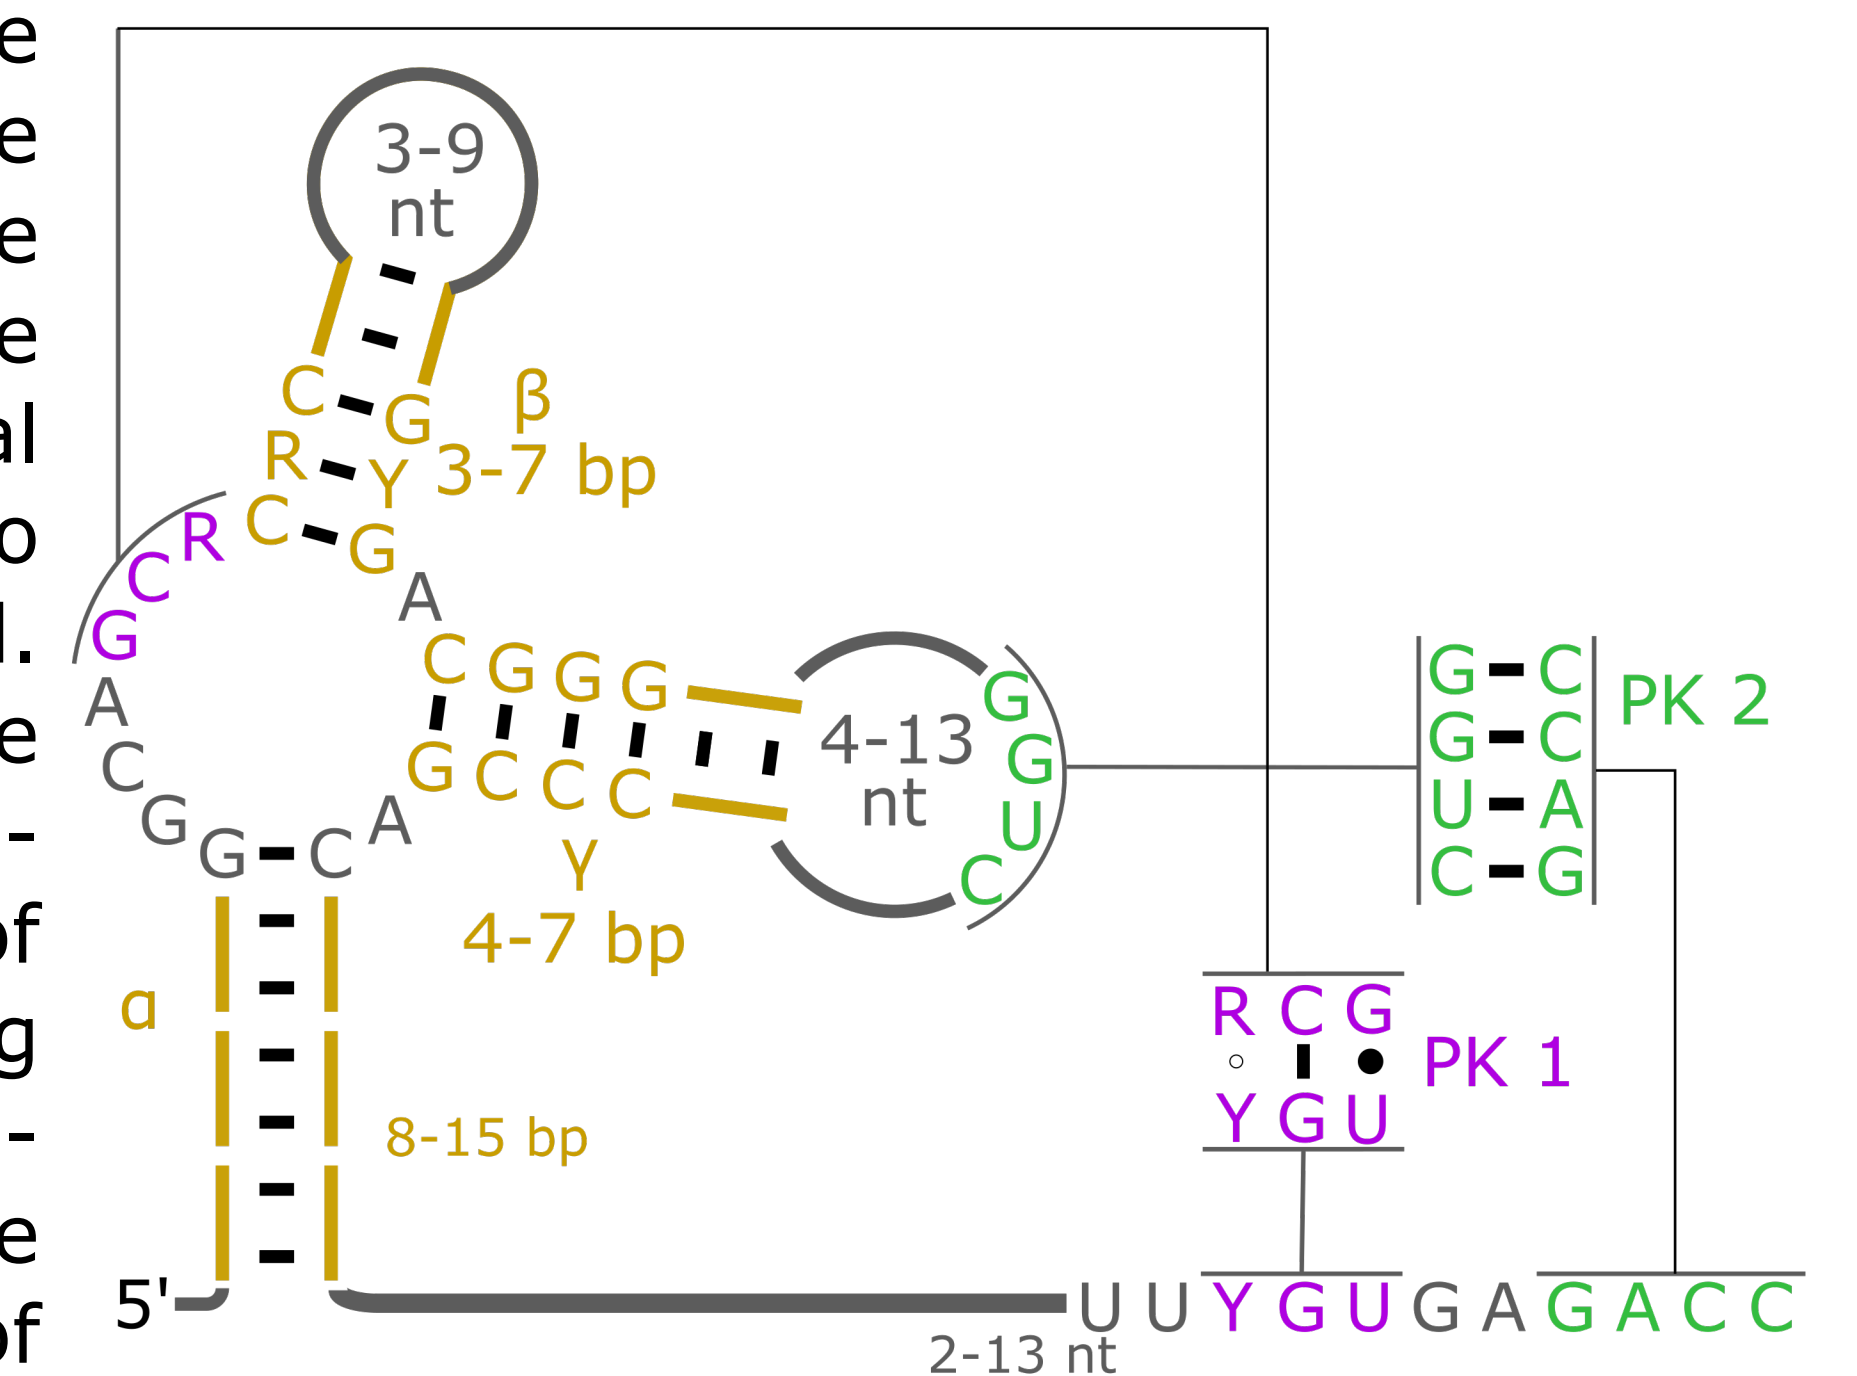 e
e
e
e
al
o
l.
e
-
of
g
-
e
of
3-9
nt
C G
R Y
C G
β
3-7 bp
R
C
G
A
C
G
G C
A
A
C G G G
G C C C
γ
4-7 bp
4-13
nt
G
G
U
C
G C
G C
U A
C G
PK 2
R C G
Y G U
PK 1
α
8-15 bp
5'
U U Y G U G A G A C C
2-13 nt